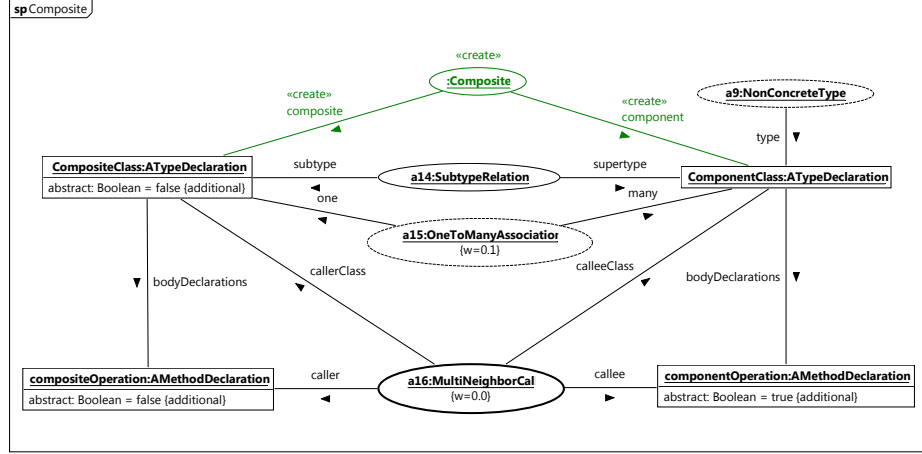 sp Composite
«create»
:Composite
«create»
composite
«create»
component
a9:NonConcreteType
type
CompositeClass:ATypeDeclaration
abstract: Boolean = false {additional}
subtype
a14:SubtypeRelation
supertype
ComponentClass:ATypeDeclaration
one
many
a15:OneToManyAssociation
{w=0.1}
callerClass
calleeClass
bodyDeclarations
bodyDeclarations
compositeOperation:AMethodDeclaration
abstract: Boolean = false {additional}
caller
a16:MultiNeighborCal
{w=0.0}
callee
componentOperation:AMethodDeclaration
abstract: Boolean = true {additional}